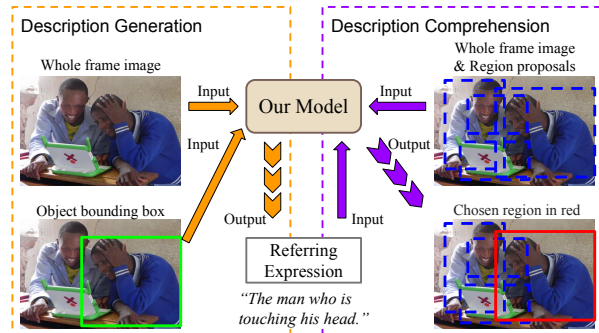 Description Generation
Description Comprehension
Whole frame image
Whole frame image
& Region proposals
Input
Our Model
Input
Input
Output
Object bounding box
Output
Input
Chosen region in red
Referring
Expression
“The man who is
touching his head.”